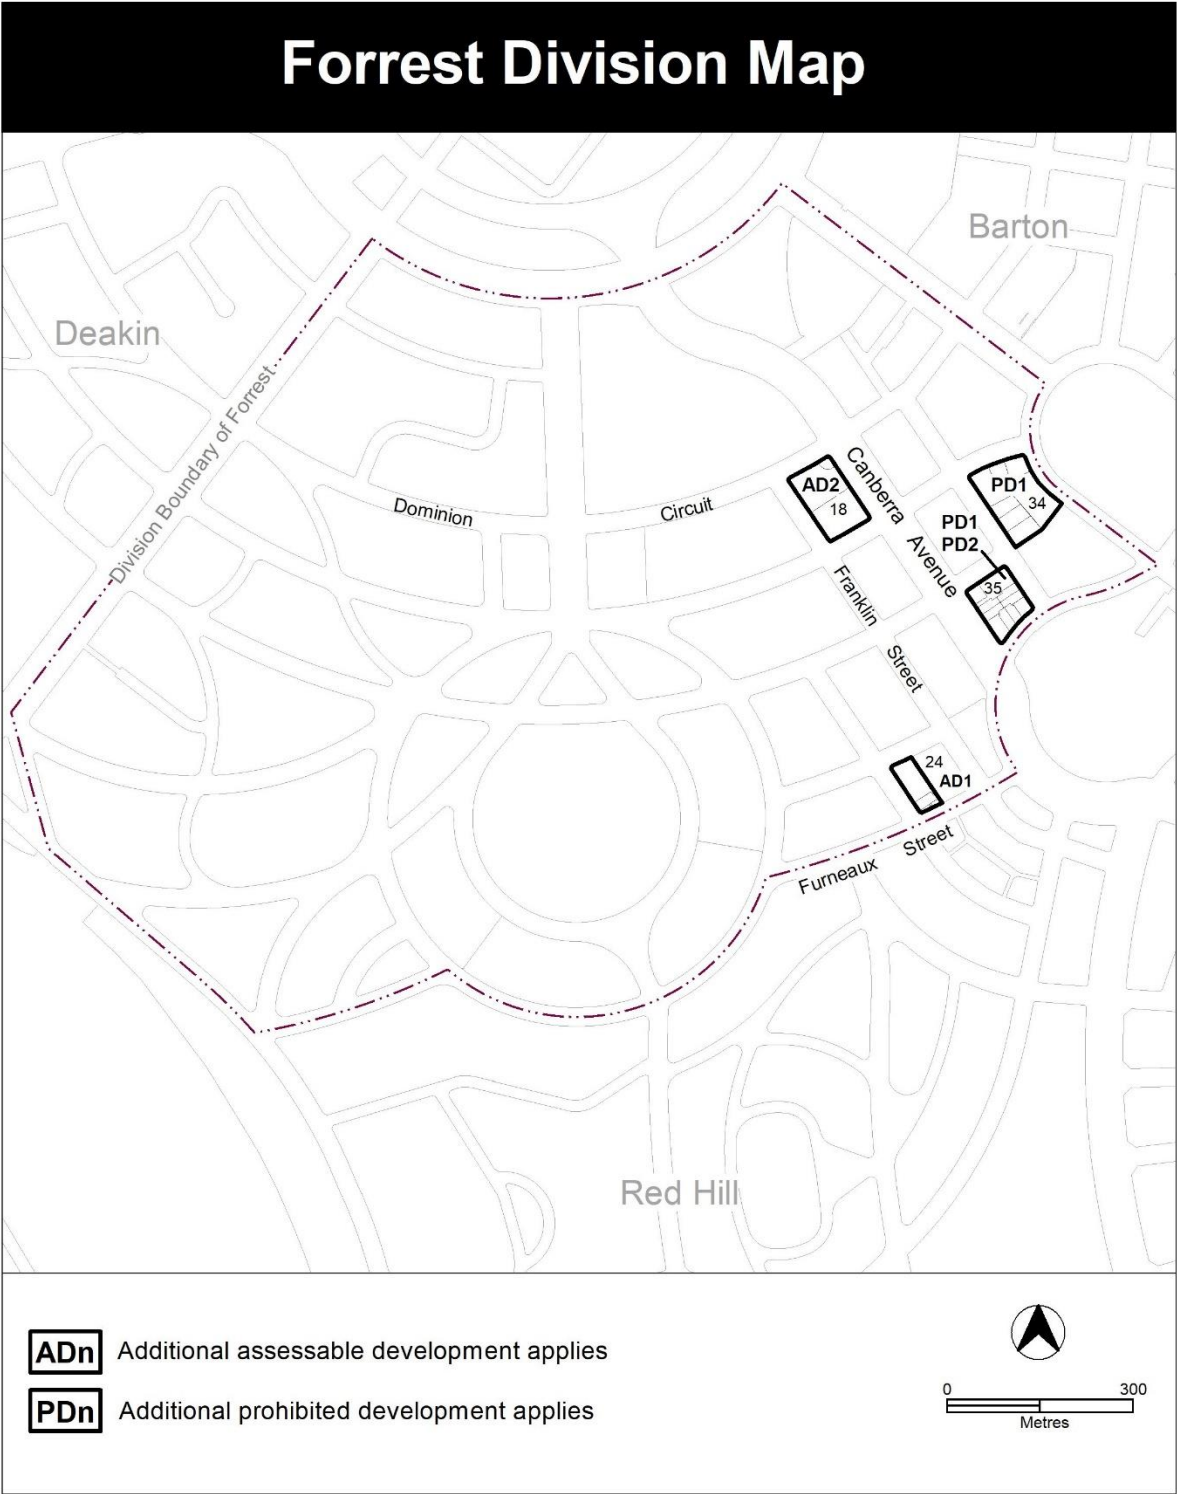 Forrest Division Map
Barton
Deakin
Division Boundary of Forrest
Dominion
Circuit
Canberra
Avenue
AD2
18
PD1
34
PD1
PD2
35
Franklin
Street
24
AD1
Furneaux
Street
Red Hill
ADn Additional assessable development applies
PDn Additional prohibited development applies
0 300
Metres